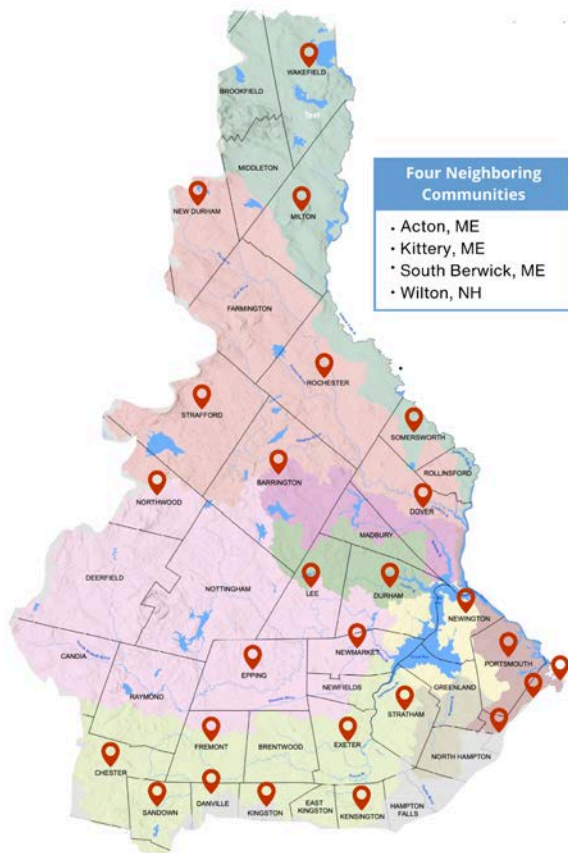 WAKEFIELD
BROOKFIELD
Text
MIDDLETON
Four Neighboring
Communities
NEW DURHAM
MILTON
• Acton, ME
• Kittery, ME
• South Berwick, ME
• Wilton, NH
FARMINGTON
ROCHESTER
STRAFFORD
SOMERSWORTH
ROLLINSFORD
BARRINGTON
NORTHWOOD
DOVER
MADBURY
DEERFIELD
NOTTINGHAM
LEE
DURHAM
NEWINGTON
NEWMARKET
CANDIA
EPPING
PORTSMOUTH
NEWFIELDS
GREENLAND
RAYMOND
STRATHAM
FREMONT
BRENTWOOD
EXETER
NORTH HAMPTON
CHESTER
SANDOWN
DANVILLE
KINGSTON
EAST
KINGSTON
KENSINGTON
HAMPTON
FALLS